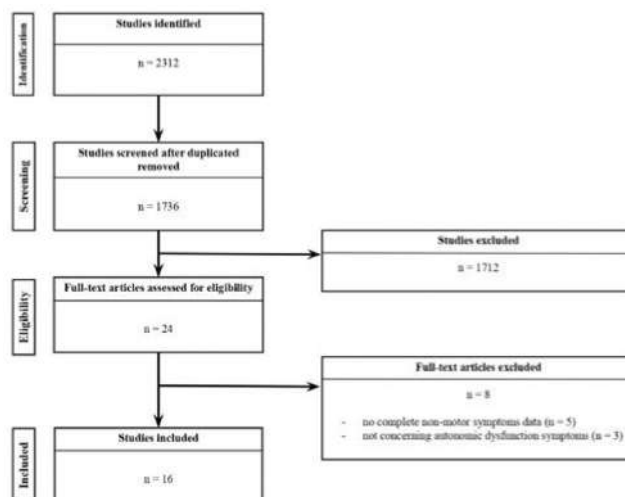 Identification
Studies identified
n = 2312
Screening
Studies screened after duplicated
removed
n = 1736
Studies excluded
n = 1712
Eligibility
Full-text articles assessed for eligibility
n = 24
Full-text articles excluded
n = 8
- no complete non-motor symptoms data (n = 5)
- not concerning autonomic dysfunction symptoms (n = 3)
Included
Studies included
n = 16